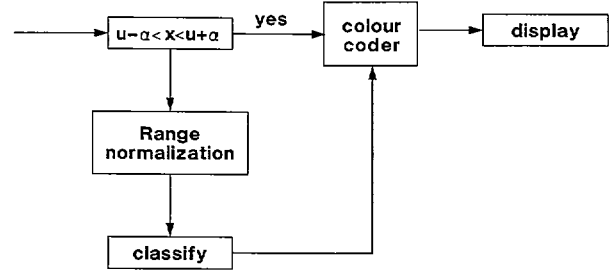 yes
u-α<x<u+α
colour
coder
display
Range
normalization
classify